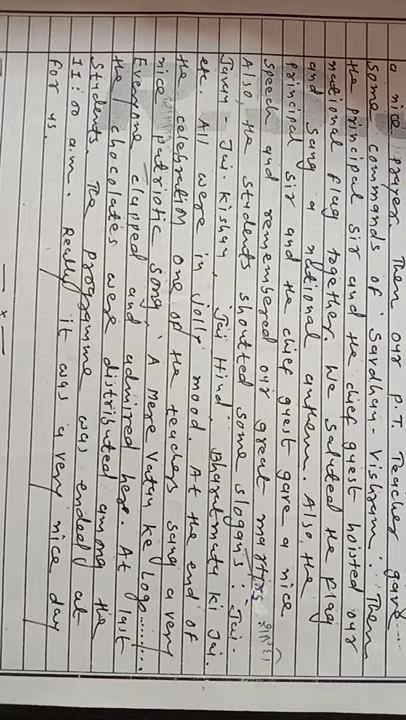 a nice prayer. Then our P.T. Teacher gave
some commands of 'Savdhan - Vishram'. Then
the principal sir and the chief guest hoisted our
national flag together. We saluted the flag
and sang a national anthem. Also the
principal sir and the chief guest gave a nice
speech and remembered our great martirs
Also, the students shoutted some slogans : Jai -
Javan - Jai kishan, Jai Hind, Bharatmata ki Jai.
etc. All were in jolly mood. At the end of
the celebration one of the teachers sang a very
nice patriotic song, 'A Mere Vatan ke Logo.......
Everyone clapped and admired her. At last
the chocolates were distributed among the
students. The programme was ended at
11:00 a.m. Really it was a very nice day
for us.
— x —